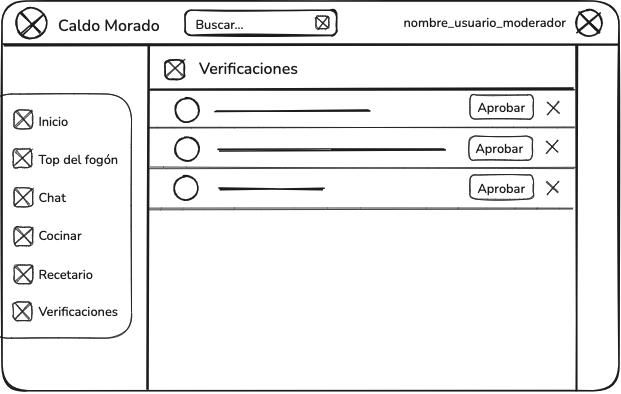 Caldo Morado
Buscar...
nombre_usuario_moderador
Verificaciones
Aprobar
Aprobar
Aprobar
Inicio
Top del fogón
Chat
Cocinar
Recetario
Verificaciones